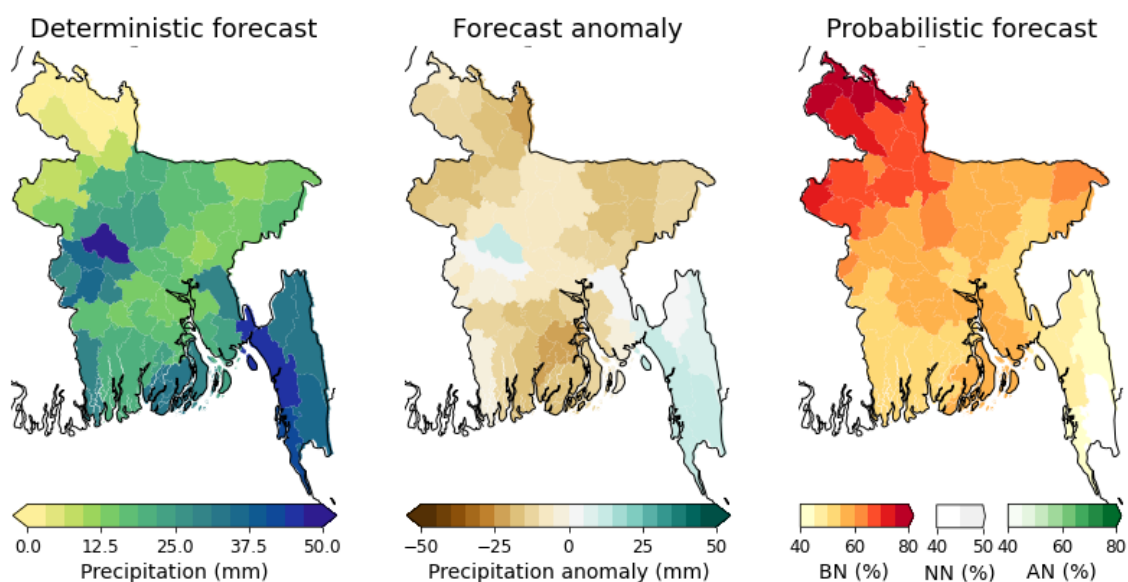 Deterministic forecast
Forecast anomaly
Probabilistic forecast
0.0 12.5 25.0 37.5 50.0
Precipitation (mm)
−50 −25 0 25 50
Precipitation anomaly (mm)
40 60 80
BN (%)
40 50
NN (%)
40 60 80
AN (%)